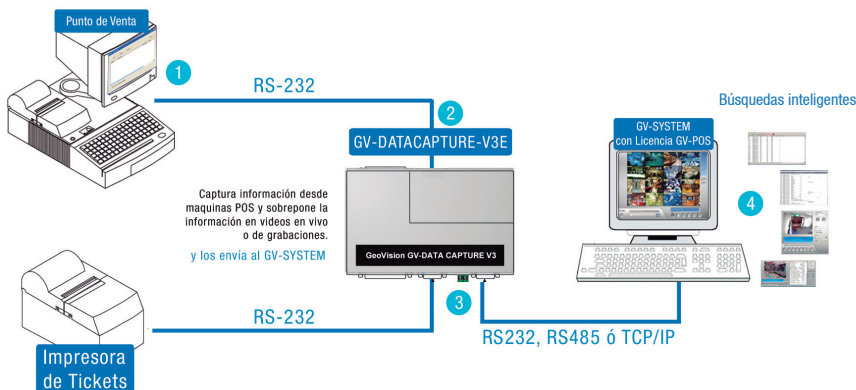 Punto de Venta
1
RS-232
2
GV-DATACAPTURE-V3E
Captura información desde
maquinas POS y sobrepone la
información en videos en vivo
o de grabaciones.
y los envía al GV-SYSTEM
GeoVision GV-DATA CAPTURE V3
3
RS-232
Impresora
de Tickets
RS232, RS485 ó TCP/IP
GV-SYSTEM
con Licencia GV-POS
Búsquedas inteligentes
4